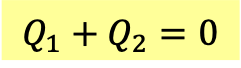 Q₁ + Q₂ = 0